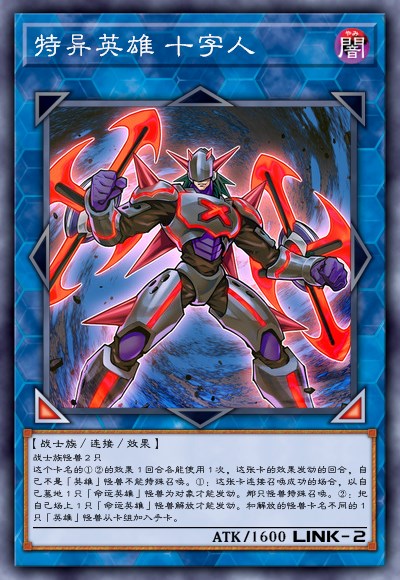 特异英雄 十字人
やみ
闇
【战士族／连接／效果】
战士族怪兽２只
这个卡名的①②的效果１回合各能使用１次，这张卡的效果发动的回合，自
己不是「英雄」怪兽不能特殊召唤。①：这张卡连接召唤成功的场合，以自
己墓地１只「命运英雄」怪兽为对象才能发动。那只怪兽特殊召唤。②：把
自己场上１只「命运英雄」怪兽解放才能发动。和解放的怪兽卡名不同的１
只「英雄」怪兽从卡组加入手卡。
ATK/1600 LINK-2